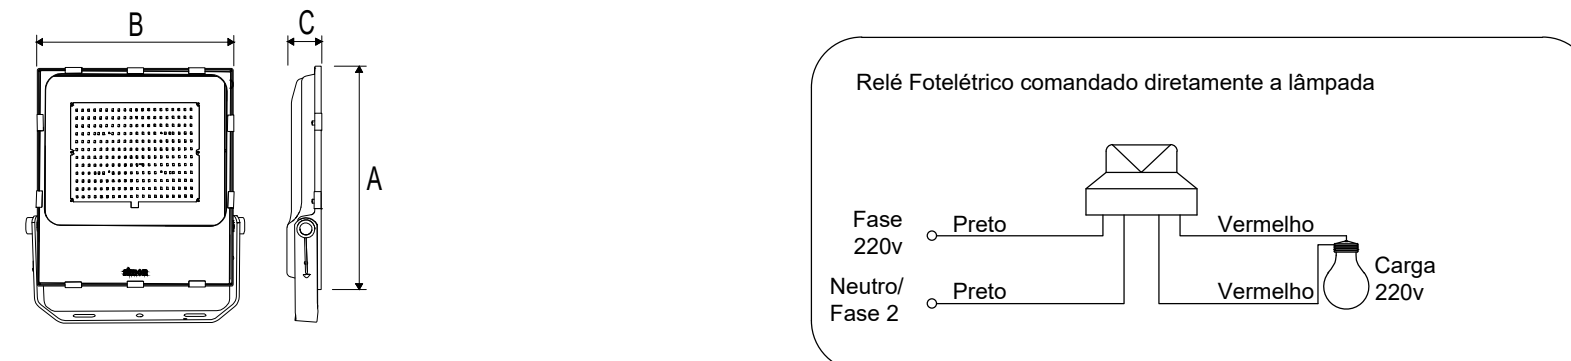 B
C
A
Relé Fotelétrico comandado diretamente a lâmpada
Fase
220v
Preto
Vermelho
Neutro/
Fase 2
Preto
Vermelho
Carga
220v